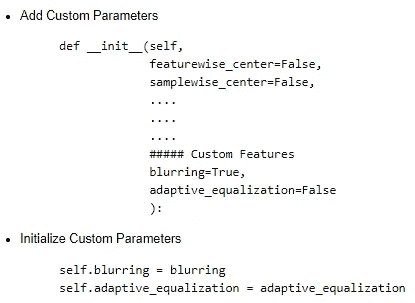 • Add Custom Parameters
def __init__(self,
featurewise_center=False,
samplewise_center=False,
....
....
....
##### Custom Features
blurring=True,
adaptive_equalization=False
):
• Initialize Custom Parameters
self.blurring = blurring
self.adaptive_equalization = adaptive_equalization